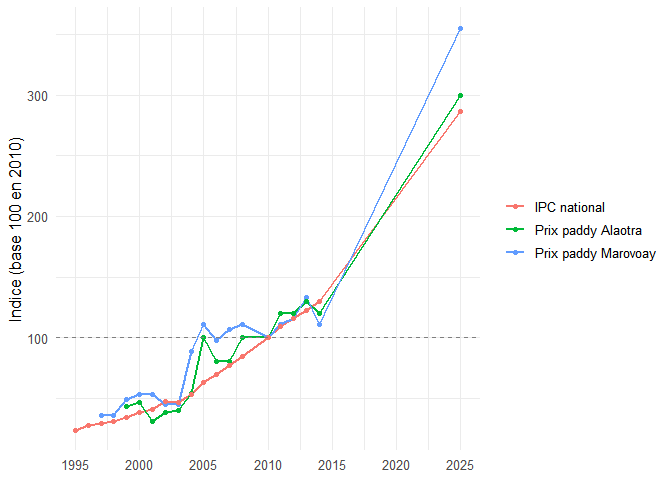 Indice (base 100 en 2010)
300
200
100
1995
2000
2005
2010
2015
2020
2025
IPC national
Prix paddy Alaotra
Prix paddy Marovoay